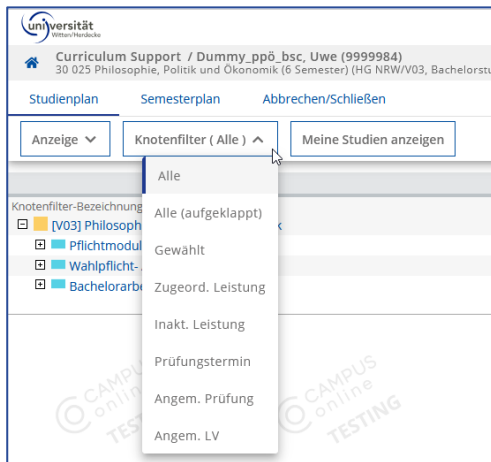 universität
Witten/Herdecke
Curriculum Support / Dummy_ppö_bsc, Uwe (9999984)
30 025 Philosophie, Politik und Ökonomik (6 Semester) (HG NRW/V03, Bachelorstu
Studienplan Semesterplan Abbrechen/Schließen
Anzeige Knotenfilter ( Alle ) Meine Studien anzeigen
Alle
Knotenfilter-Bezeichnung
Alle (aufgeklappt)
[V03] Philosoph k
Pflichtmodul
Gewählt
Wahlpflicht-
Bachelorarbe
Zugeord. Leistung
Inakt. Leistung
Prüfungstermin
Angem. Prüfung
Angem. LV
CAMPUS
online
TESTING
CAMPUS
online
TESTING